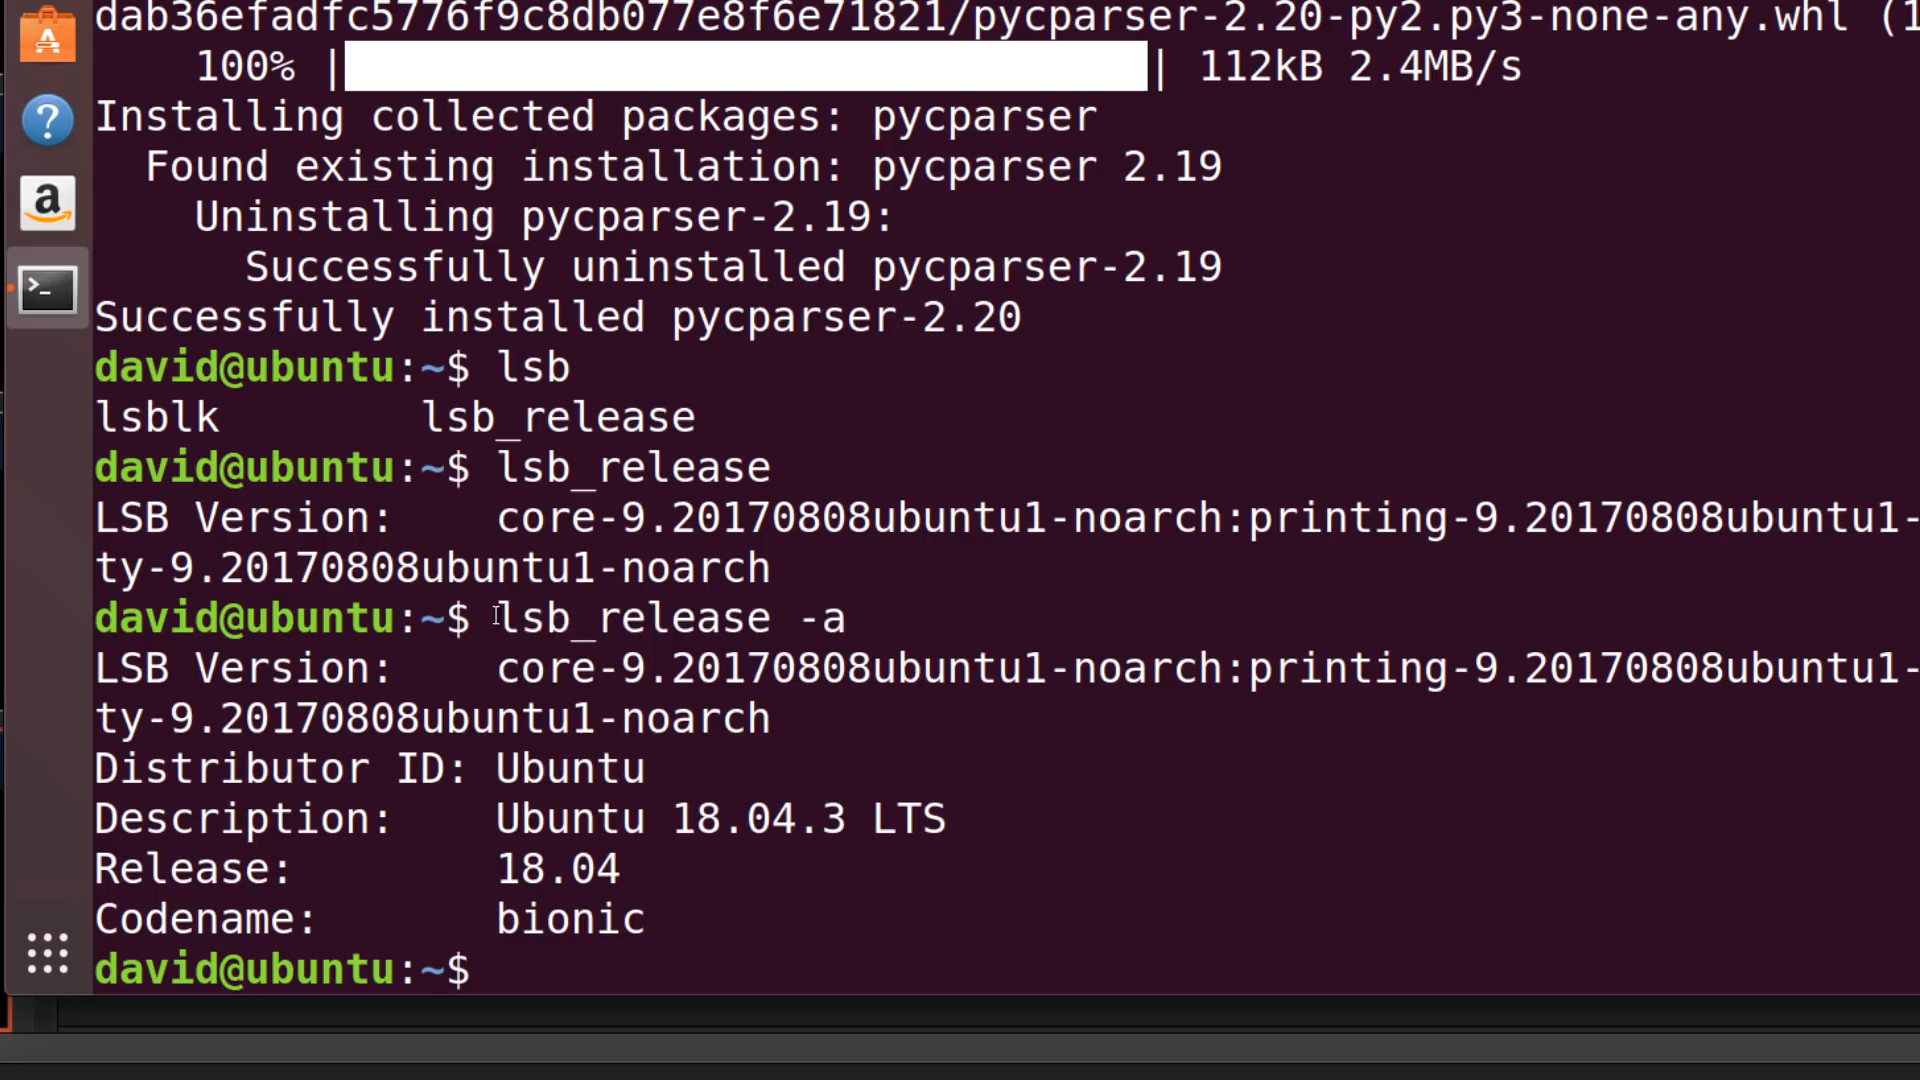 dab36efadfc5776f9c8db077e8f6e71821/pycparser-2.20-py2.py3-none-any.whl (1
100% | | 112kB 2.4MB/s
Installing collected packages: pycparser
Found existing installation: pycparser 2.19
Uninstalling pycparser-2.19:
Successfully uninstalled pycparser-2.19
Successfully installed pycparser-2.20
david@ubuntu:~$ lsb
lsblk lsb_release
david@ubuntu:~$ lsb_release
LSB Version: core-9.20170808ubuntu1-noarch:printing-9.20170808ubuntu1-
ty-9.20170808ubuntu1-noarch
david@ubuntu:~$ lsb_release -a
LSB Version: core-9.20170808ubuntu1-noarch:printing-9.20170808ubuntu1-
ty-9.20170808ubuntu1-noarch
Distributor ID: Ubuntu
Description: Ubuntu 18.04.3 LTS
Release: 18.04
Codename: bionic
david@ubuntu:~$